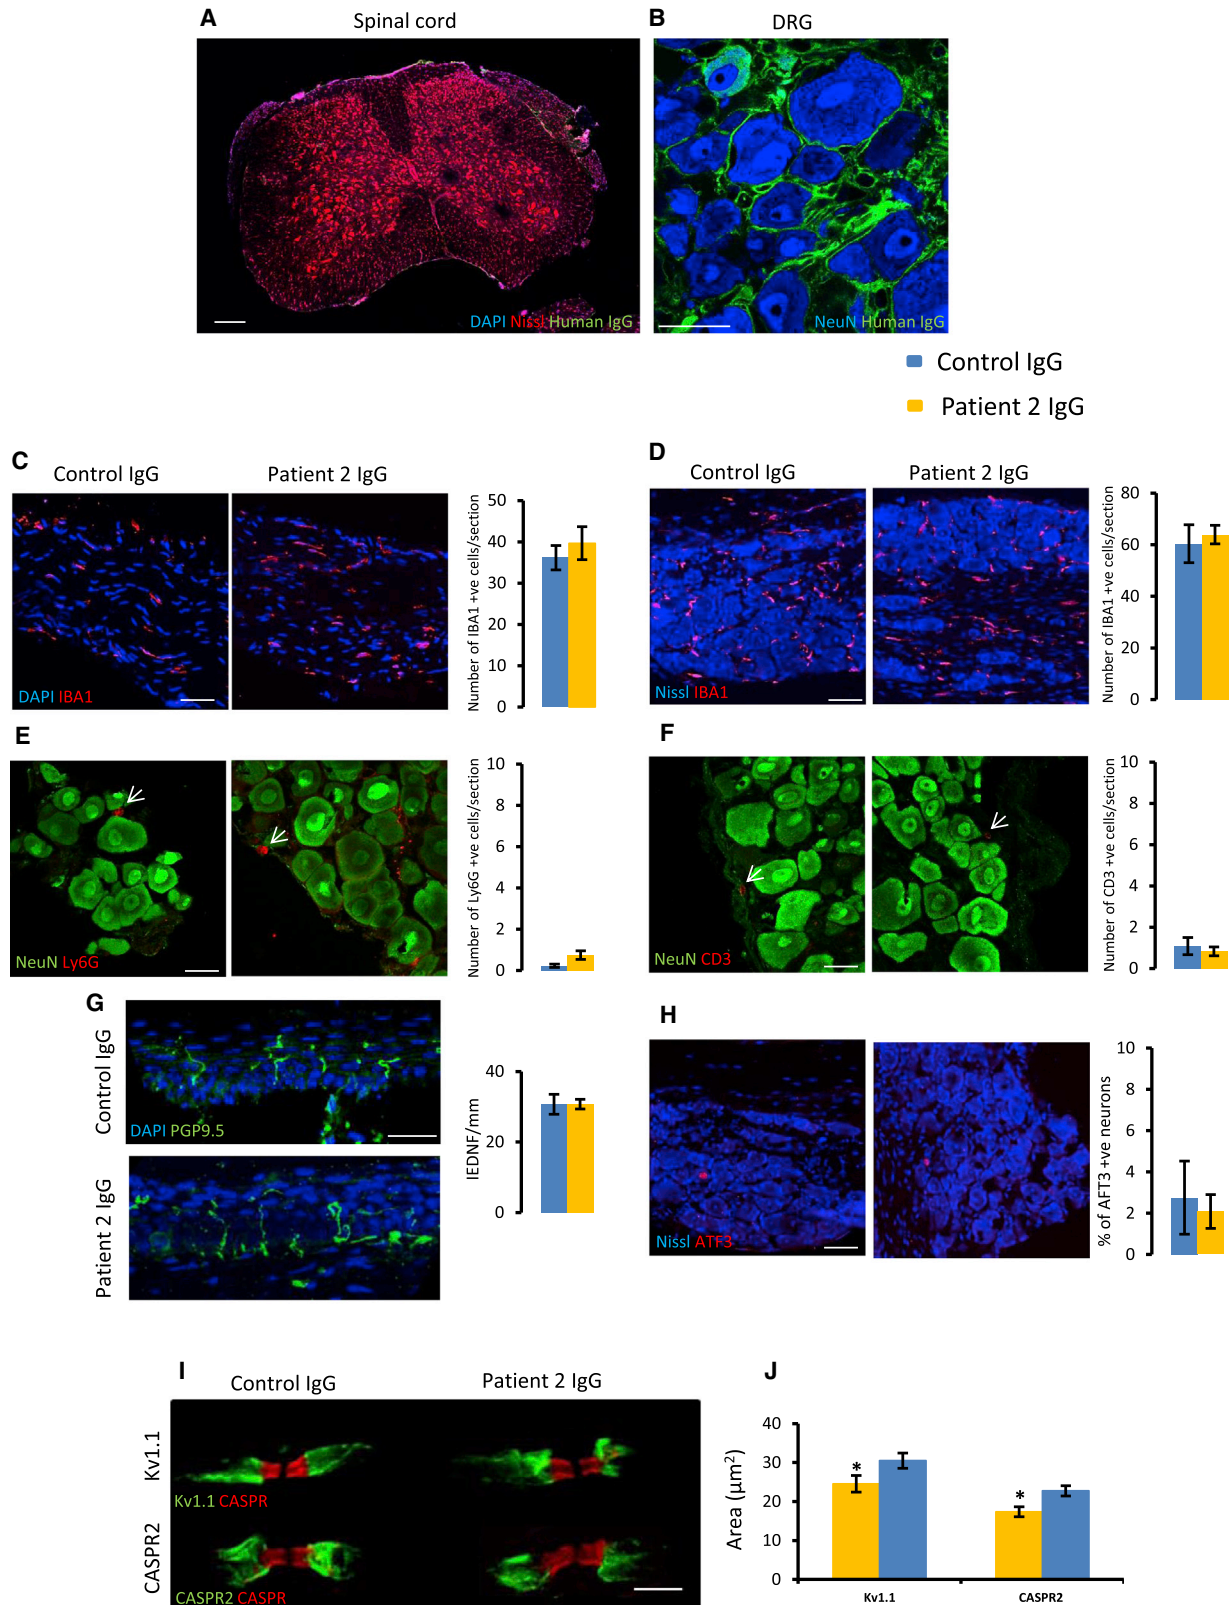 A
Spinal cord
B
DRG
DAPI Nissl Human IgG
NeuN Human IgG
Control IgG
Patient 2 IgG
C
Control IgG
Patient 2 IgG
DAPI IBA1
Number of IBA1 +ve cells/section
50
40
30
20
10
0
D
Control IgG
Patient 2 IgG
Nissl IBA1
Number of IBA1 +ve cells/section
80
60
40
20
0
E
NeuN Ly6G
Number of Ly6G +ve cells/section
10
8
6
4
2
0
F
NeuN CD3
Number of CD3 +ve cells/section
10
8
6
4
2
0
G
Control IgG
DAPI PGP9.5
Patient 2 IgG
IEDNF/mm
40
20
0
H
Nissl ATF3
% of AFT3 +ve neurons
10
8
6
4
2
0
I
Control IgG
Patient 2 IgG
Kv1.1
Kv1.1 CASPR
CASPR2
CASPR2 CASPR
J
Area (µm²)
40
30
20
10
0
*
*
Kv1.1
CASPR2